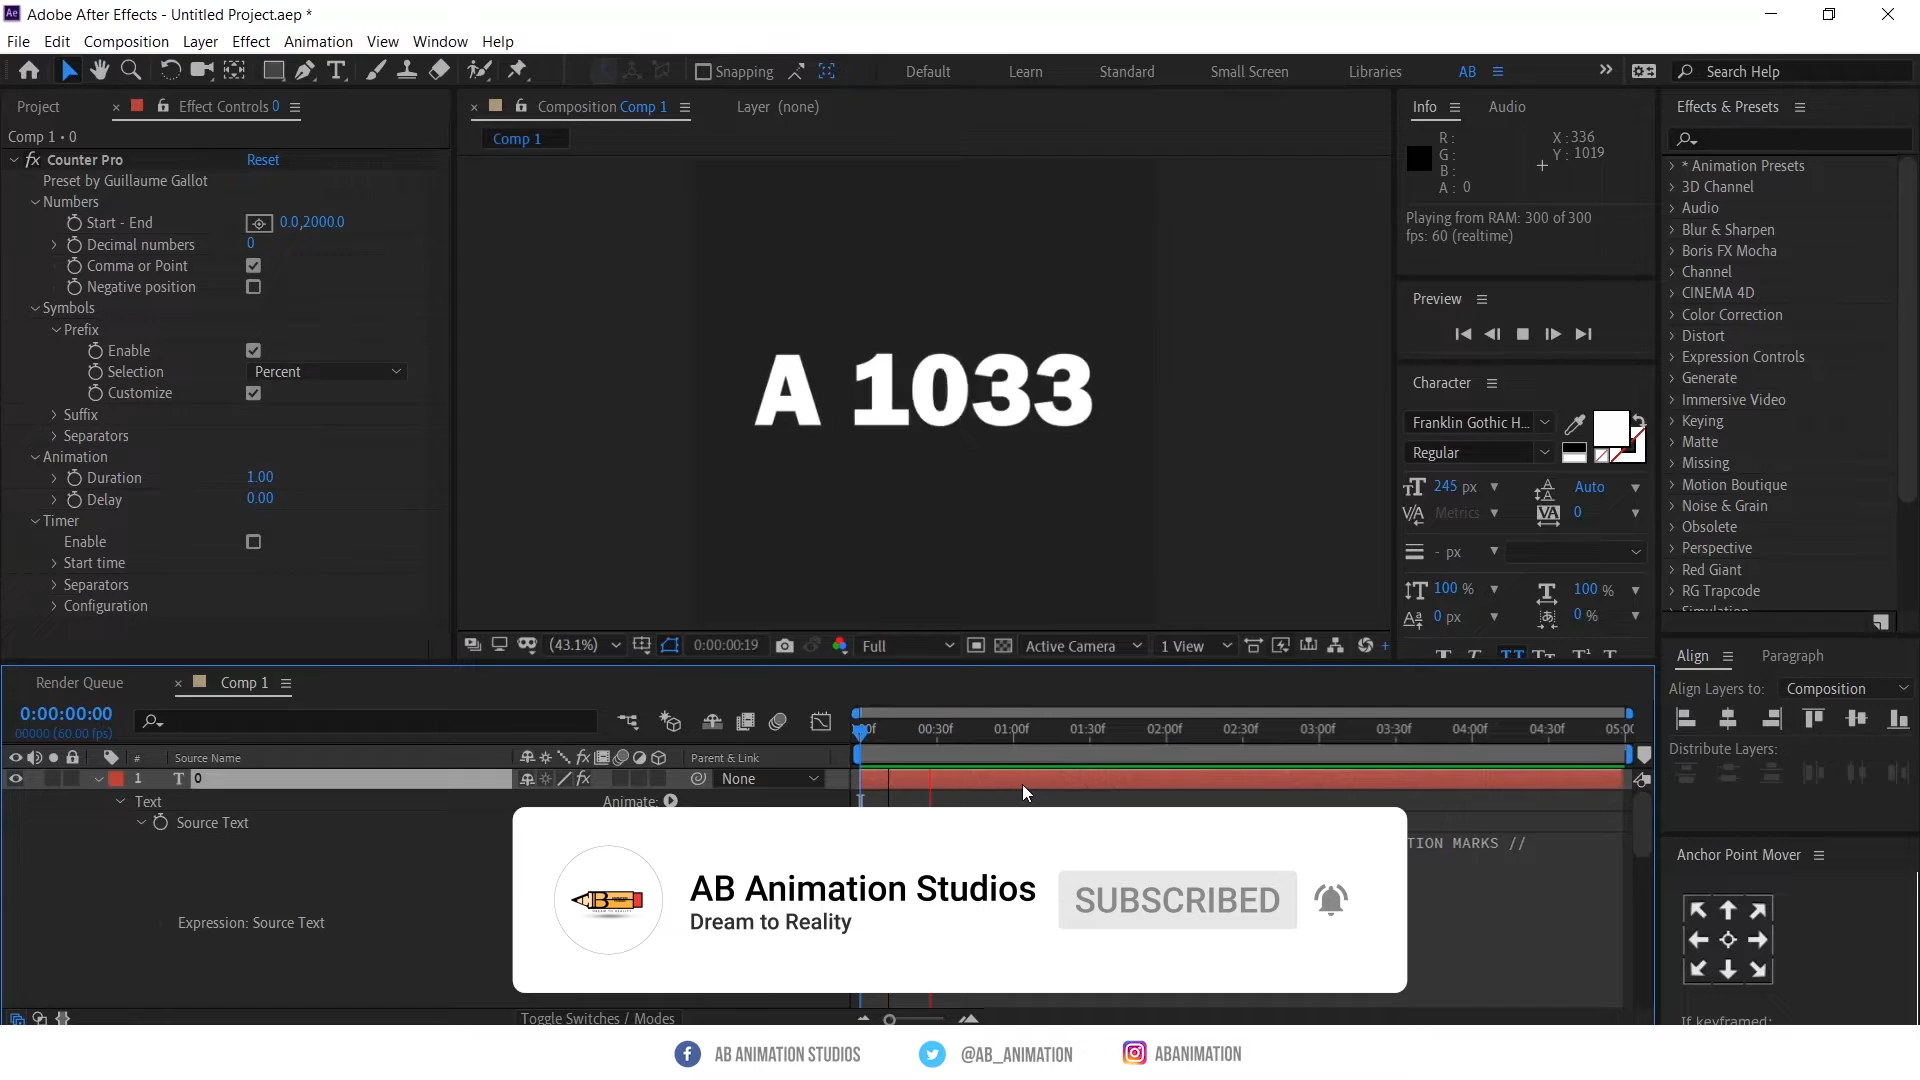 Adobe After Effects - Untitled Project.aep *
File Edit Composition Layer Effect Animation View Window Help
Snapping Default Learn Standard Small Screen Libraries AB Search Help
Project Effect Controls 0
Comp 1 • 0
fx Counter Pro Reset
Preset by Guillaume Gallot
Numbers
Start - End 0.0,2000.0
Decimal numbers 0
Comma or Point
Negative position
Symbols
Prefix
Enable
Selection Percent
Customize
Suffix
Separators
Animation
Duration 1.00
Delay 0.00
Timer
Enable
Start time
Separators
Configuration
Composition Comp 1 Layer (none)
Comp 1
A 1033
(43.1%) 0:00:00:19 Full Active Camera 1 View
Info Audio
R :
G :
B :
A : 0
X : 336
Y : 1019
Playing from RAM: 300 of 300
fps: 60 (realtime)
Preview
Character
Franklin Gothic H...
Regular
245 px Auto
Metrics 0
- px
100 % 100 %
0 px 0 %
Effects & Presets
* Animation Presets
3D Channel
Audio
Blur & Sharpen
Boris FX Mocha
Channel
CINEMA 4D
Color Correction
Distort
Expression Controls
Generate
Immersive Video
Keying
Matte
Missing
Motion Boutique
Noise & Grain
Obsolete
Perspective
Red Giant
RG Trapcode
Simulation
Align Paragraph
Align Layers to: Composition
Distribute Layers:
Anchor Point Mover
If keyframed:
Render Queue Comp 1
0:00:00:00
00000 (60.00 fps)
00f 00:30f 01:00f 01:30f 02:00f 02:30f 03:00f 03:30f 04:00f 04:30f 05:00
# Source Name Parent & Link
1 T 0 None
Text Animate:
Source Text
TION MARKS //
Expression: Source Text
Toggle Switches / Modes
AB Animation Studios
Dream to Reality
SUBSCRIBED
AB ANIMATION STUDIOS @AB_ANIMATION ABANIMATION